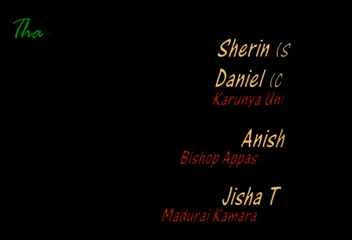 Tha
Sherin (S
Daniel (C
Karunya Uni
Anish
Bishop Appas
Jisha T
Madurai Kamara